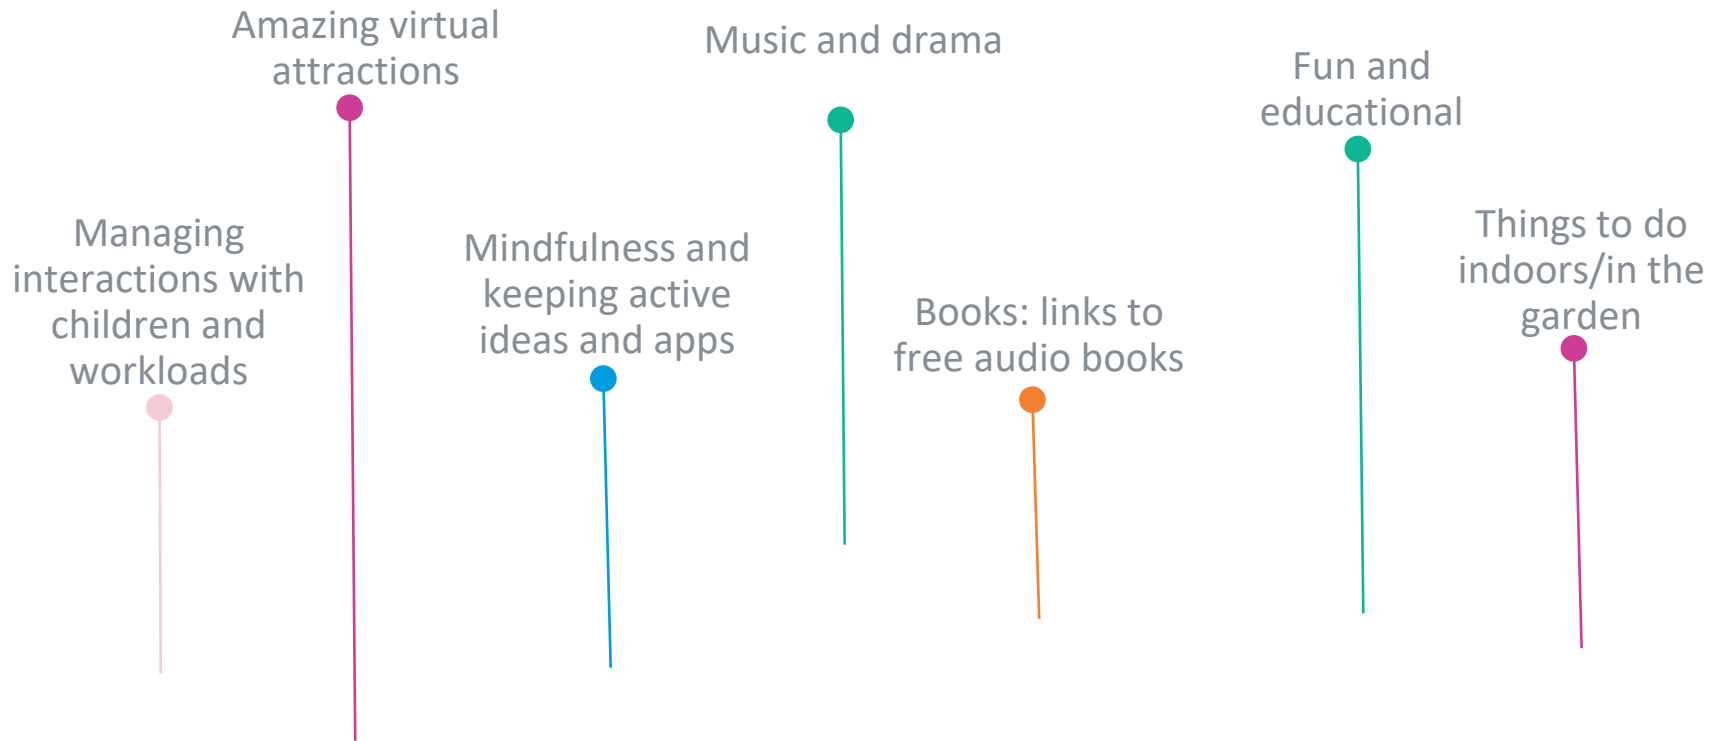 Amazing virtual
attractions
Music and drama
Fun and
educational
Managing
interactions with
children and
workloads
Mindfulness and
keeping active
ideas and apps
Books: links to
free audio books
Things to do
indoors/in the
garden